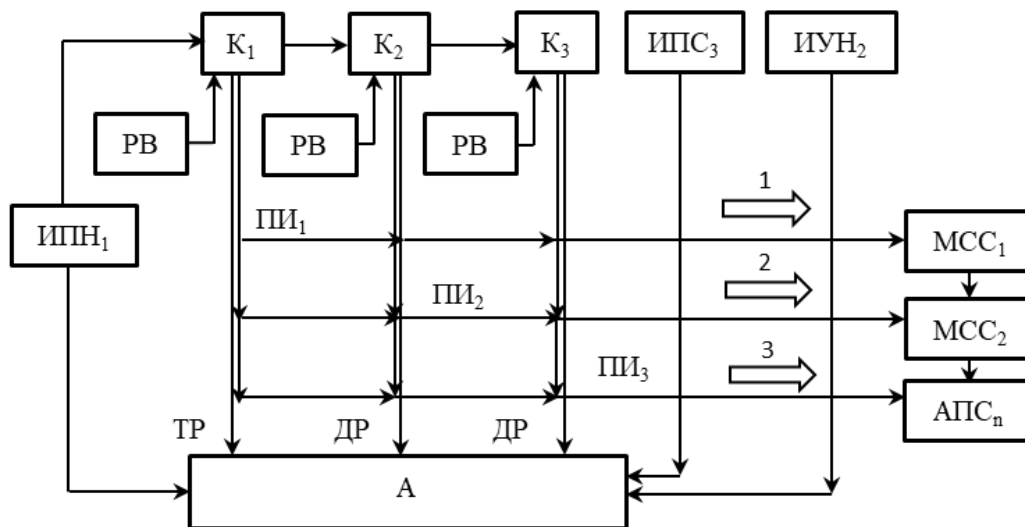 К₁
К₂
К₃
ИПС₃
ИУН₂
РВ
РВ
РВ
1
ПИ₁
ИПН₁
МСС₁
2
ПИ₂
МСС₂
3
ПИ₃
АПСₙ
ТР
ДР
ДР
А